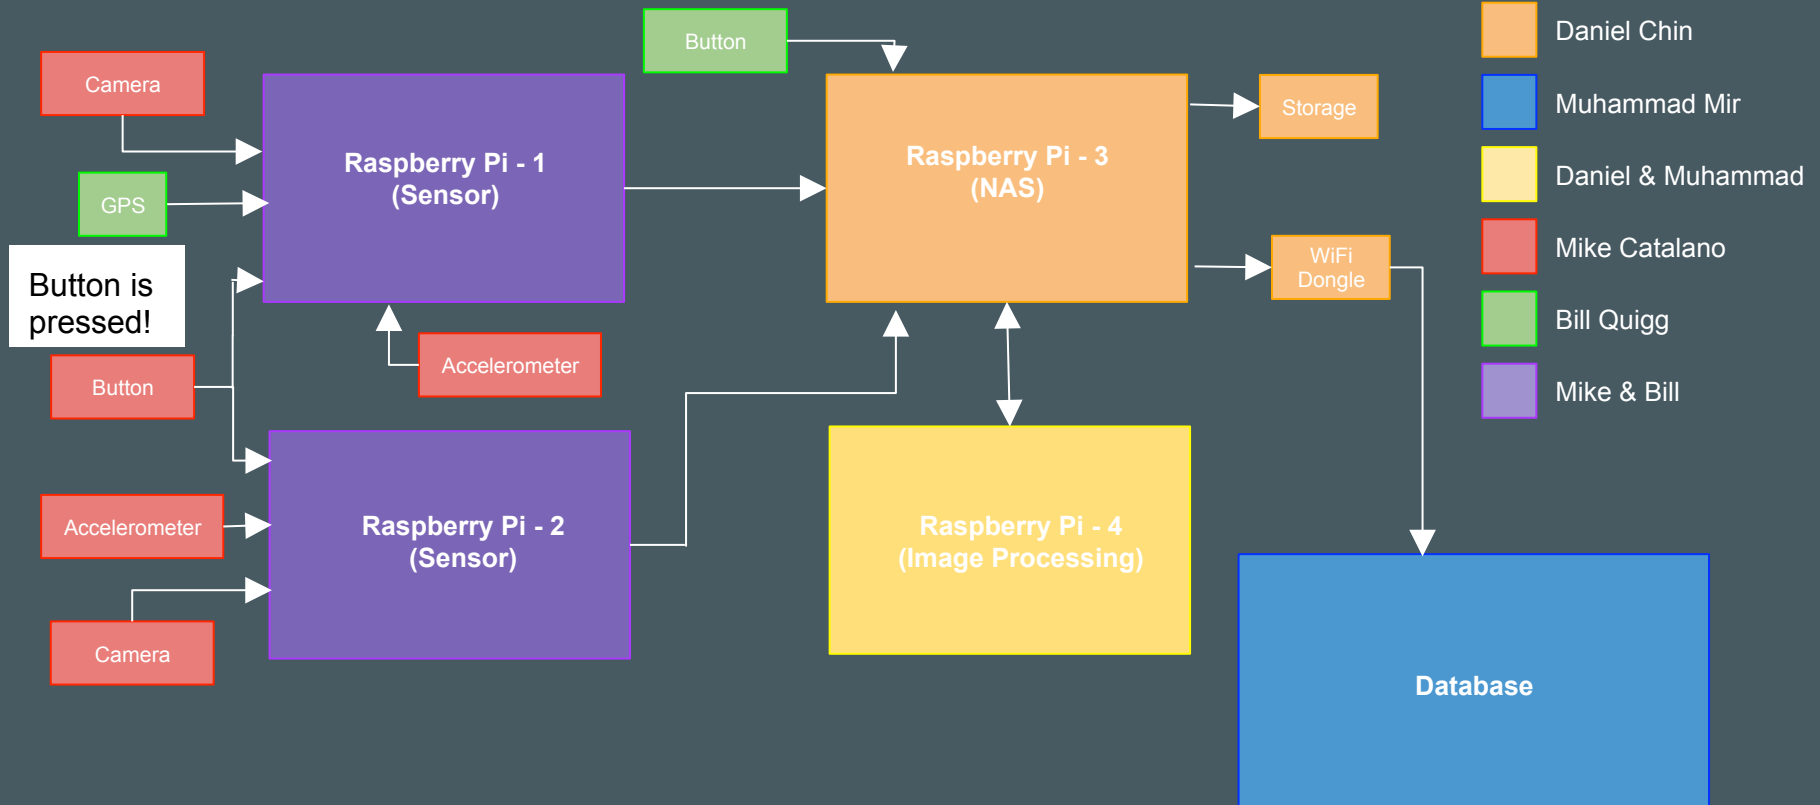 Button
Daniel Chin
Camera
Muhammad Mir
Storage
Raspberry Pi - 1
(Sensor)
Raspberry Pi - 3
(NAS)
Daniel & Muhammad
GPS
Mike Catalano
WiFi
Dongle
Button is
pressed!
Bill Quigg
Accelerometer
Button
Mike & Bill
Accelerometer
Raspberry Pi - 2
(Sensor)
Raspberry Pi - 4
(Image Processing)
Camera
Database